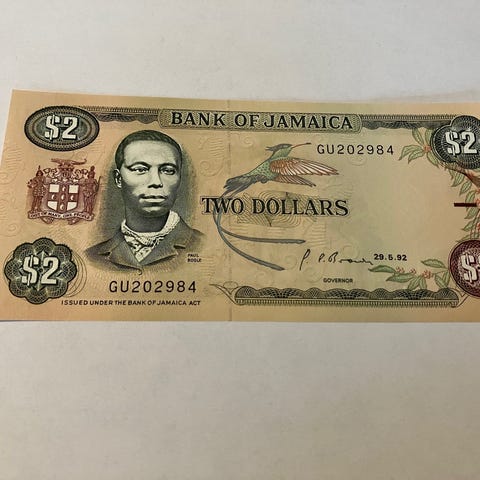 BANK OF JAMAICA
$2
$2
GU202984
TWO DOLLARS
PAUL
BOGLE
29.5.92
GOVERNOR
$2
GU202984
ISSUED UNDER THE BANK OF JAMAICA ACT